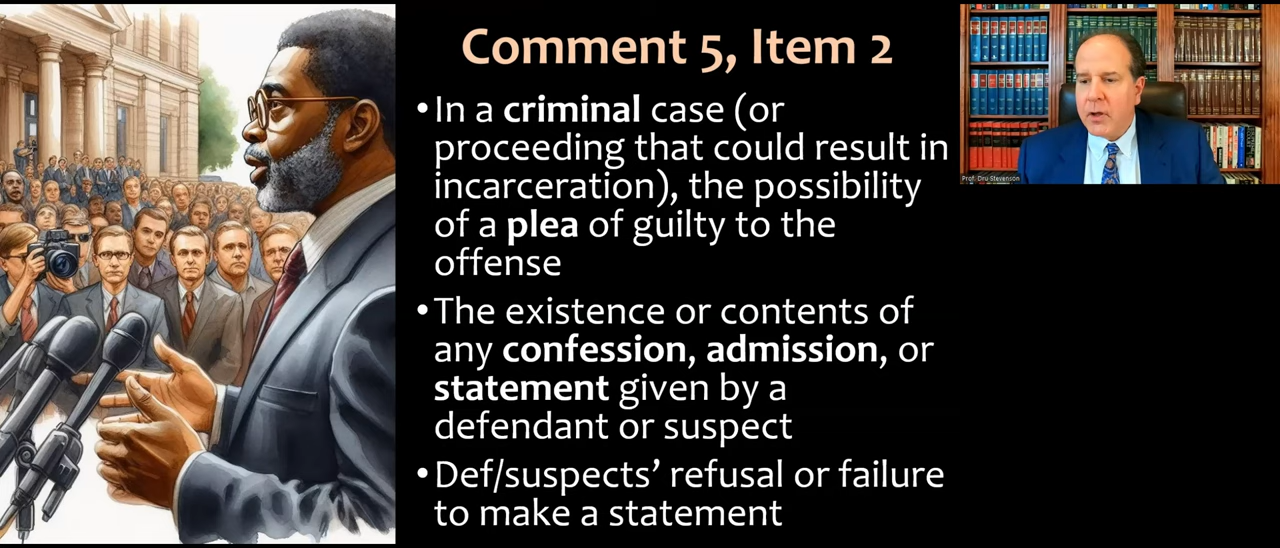 Comment 5, Item 2
•In a criminal case (or
proceeding that could result in
incarceration), the possibility
of a plea of guilty to the
offense
•The existence or contents of
any confession, admission, or
statement given by a
defendant or suspect
•Def/suspects’ refusal or failure
to make a statement
Prof. Dru Stevenson